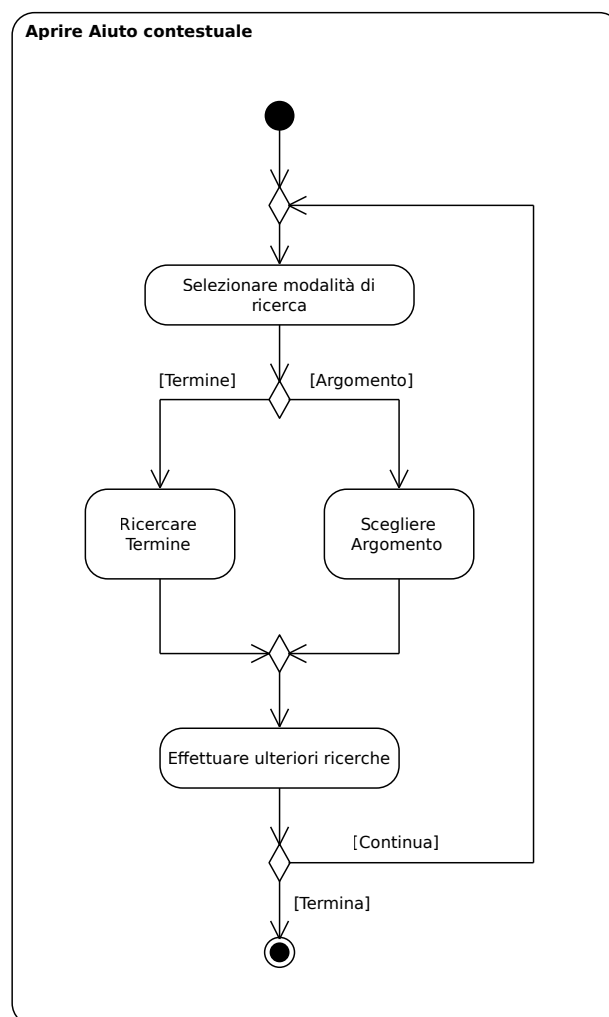 Aprire Aiuto contestuale
Selezionare modalità di
ricerca
[Termine]
[Argomento]
Ricercare
Termine
Scegliere
Argomento
Effettuare ulteriori ricerche
[Continua]
[Termina]